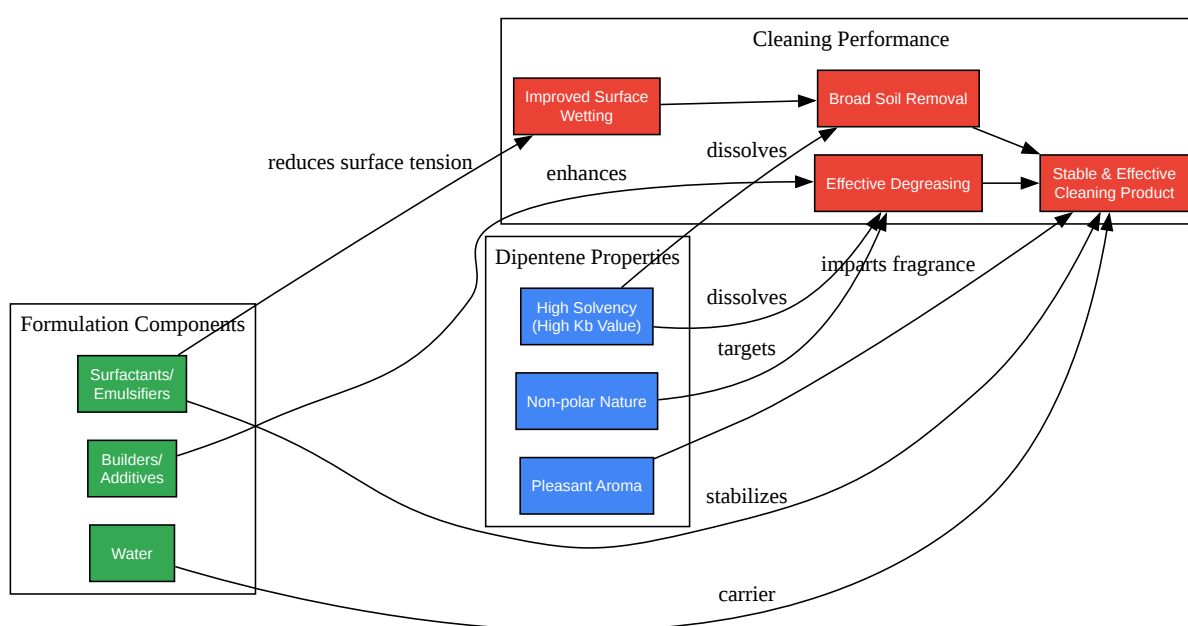 Cleaning Performance
Improved Surface
Wetting
Broad Soil Removal
reduces surface tension
dissolves
enhances
Effective Degreasing
Stable & Effective
Cleaning Product
Dipentene Properties
imparts fragrance
High Solvency
(High Kb Value)
dissolves
targets
Non-polar Nature
Pleasant Aroma
Formulation Components
Surfactants/
Emulsifiers
Builders/
Additives
Water
stabilizes
carrier